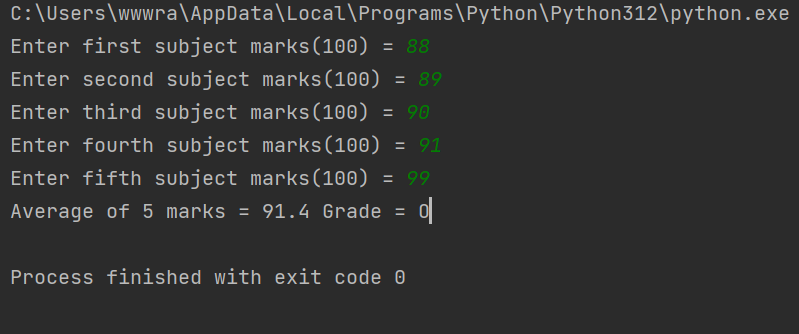 C:\Users\wwwra\AppData\Local\Programs\Python\Python312\python.exe
Enter first subject marks(100) = 88
Enter second subject marks(100) = 89
Enter third subject marks(100) = 90
Enter fourth subject marks(100) = 91
Enter fifth subject marks(100) = 99
Average of 5 marks = 91.4 Grade = O
Process finished with exit code 0